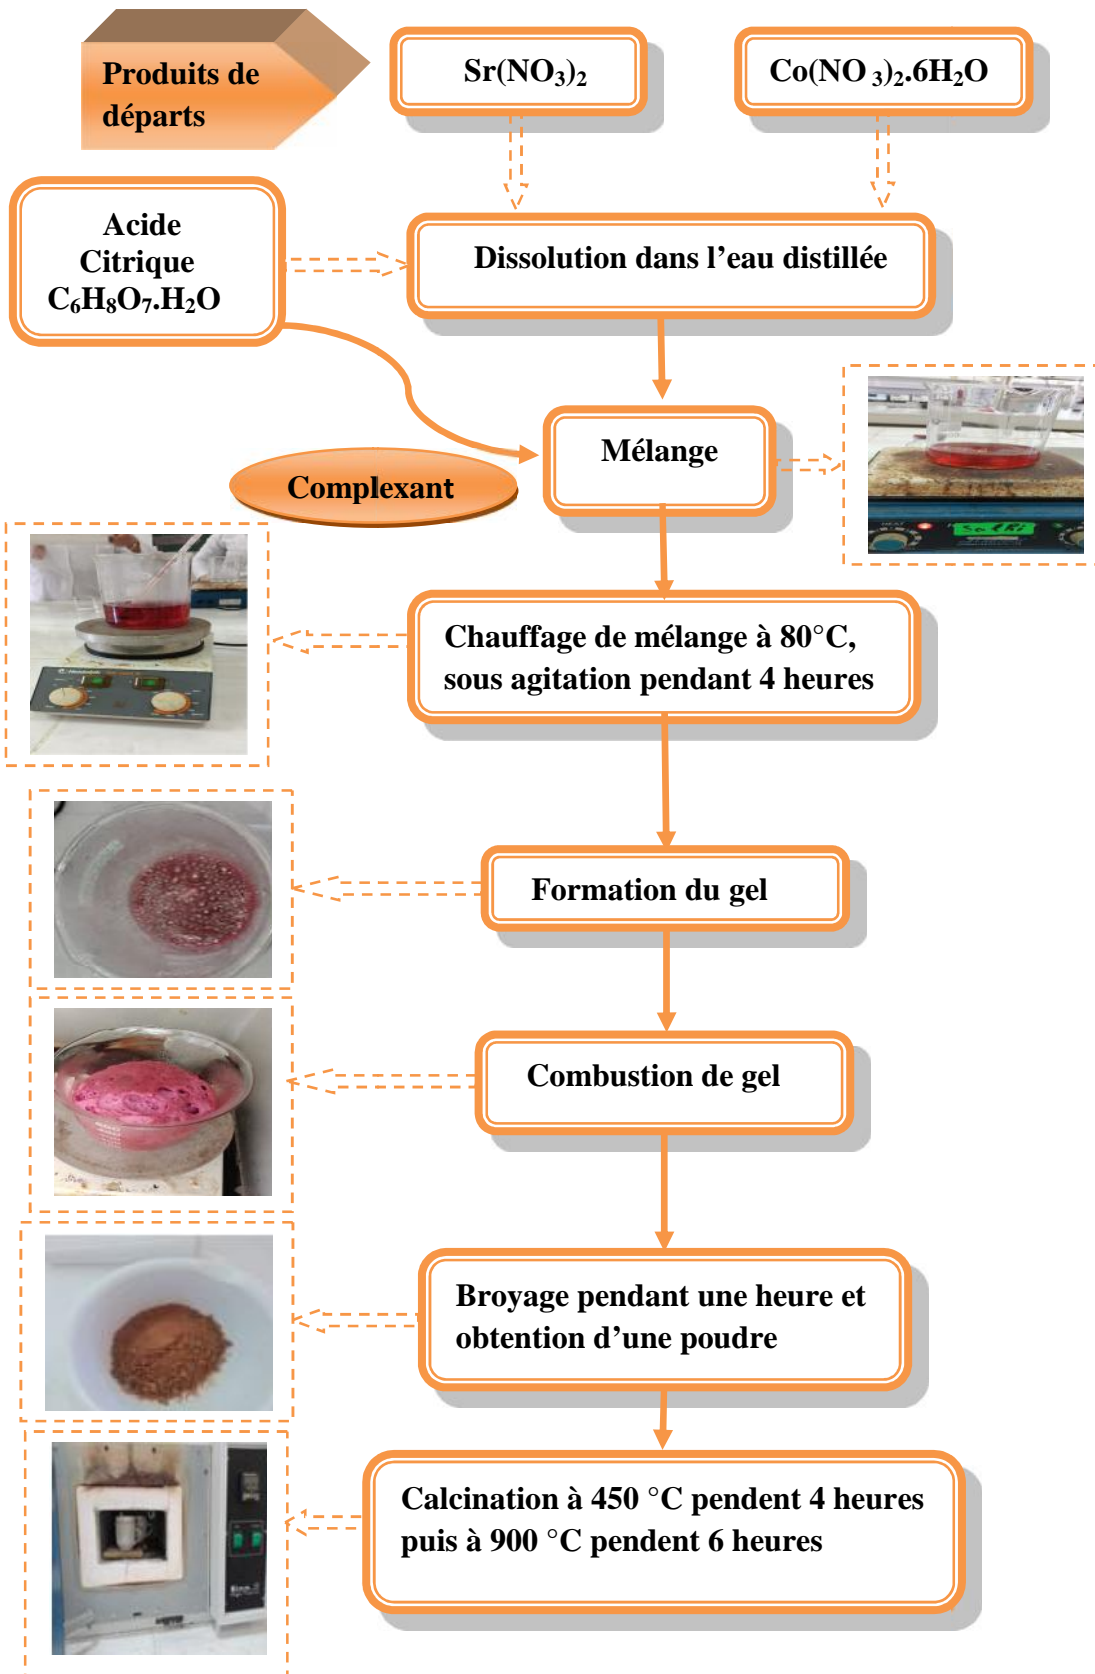 Produits de
départs
Sr(NO₃)₂
Co(NO ₃)₂.6H₂O
Acide
Citrique
C₆H₈O₇.H₂O
Dissolution dans l’eau distillée
Mélange
Complexant
Chauffage de mélange à 80°C,
sous agitation pendant 4 heures
Formation du gel
Combustion de gel
Broyage pendant une heure et
obtention d’une poudre
Calcination à 450 °C pendent 4 heures
puis à 900 °C pendent 6 heures